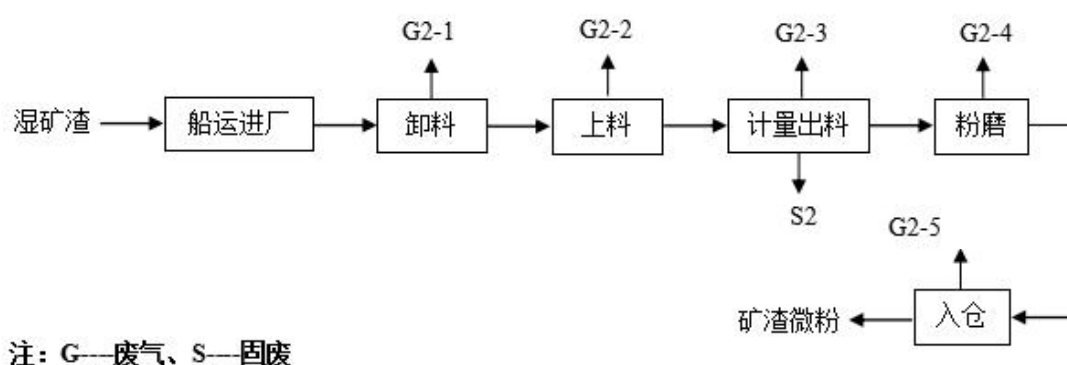 G2-1
G2-2
G2-3
G2-4
湿矿渣
船运进厂
卸料
上料
计量出料
粉磨
S2
G2-5
矿渣微粉
入仓
注：G----废气、S----固废